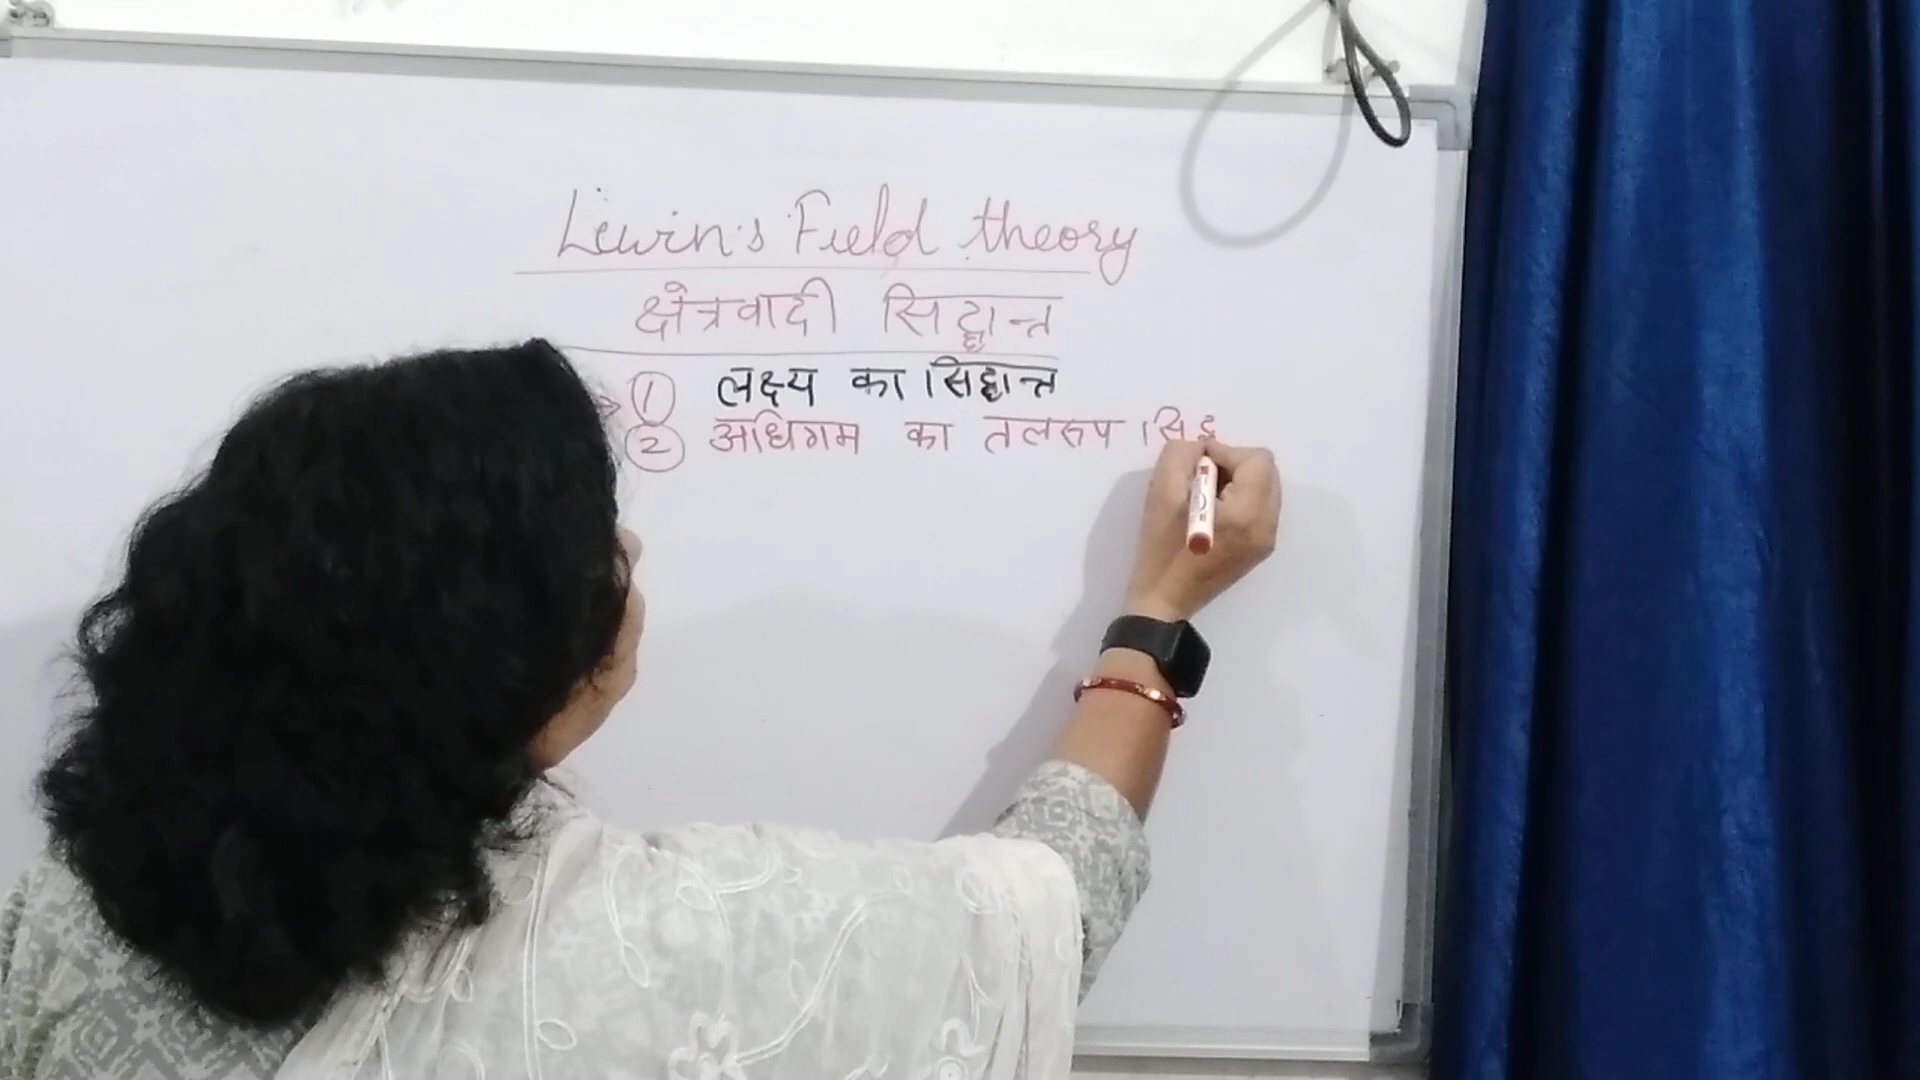 Lewin's Field theory
क्षेत्रवादी सिद्धान्त
① लक्ष्य का सिद्धान्त
② अधिगम का तलरुप